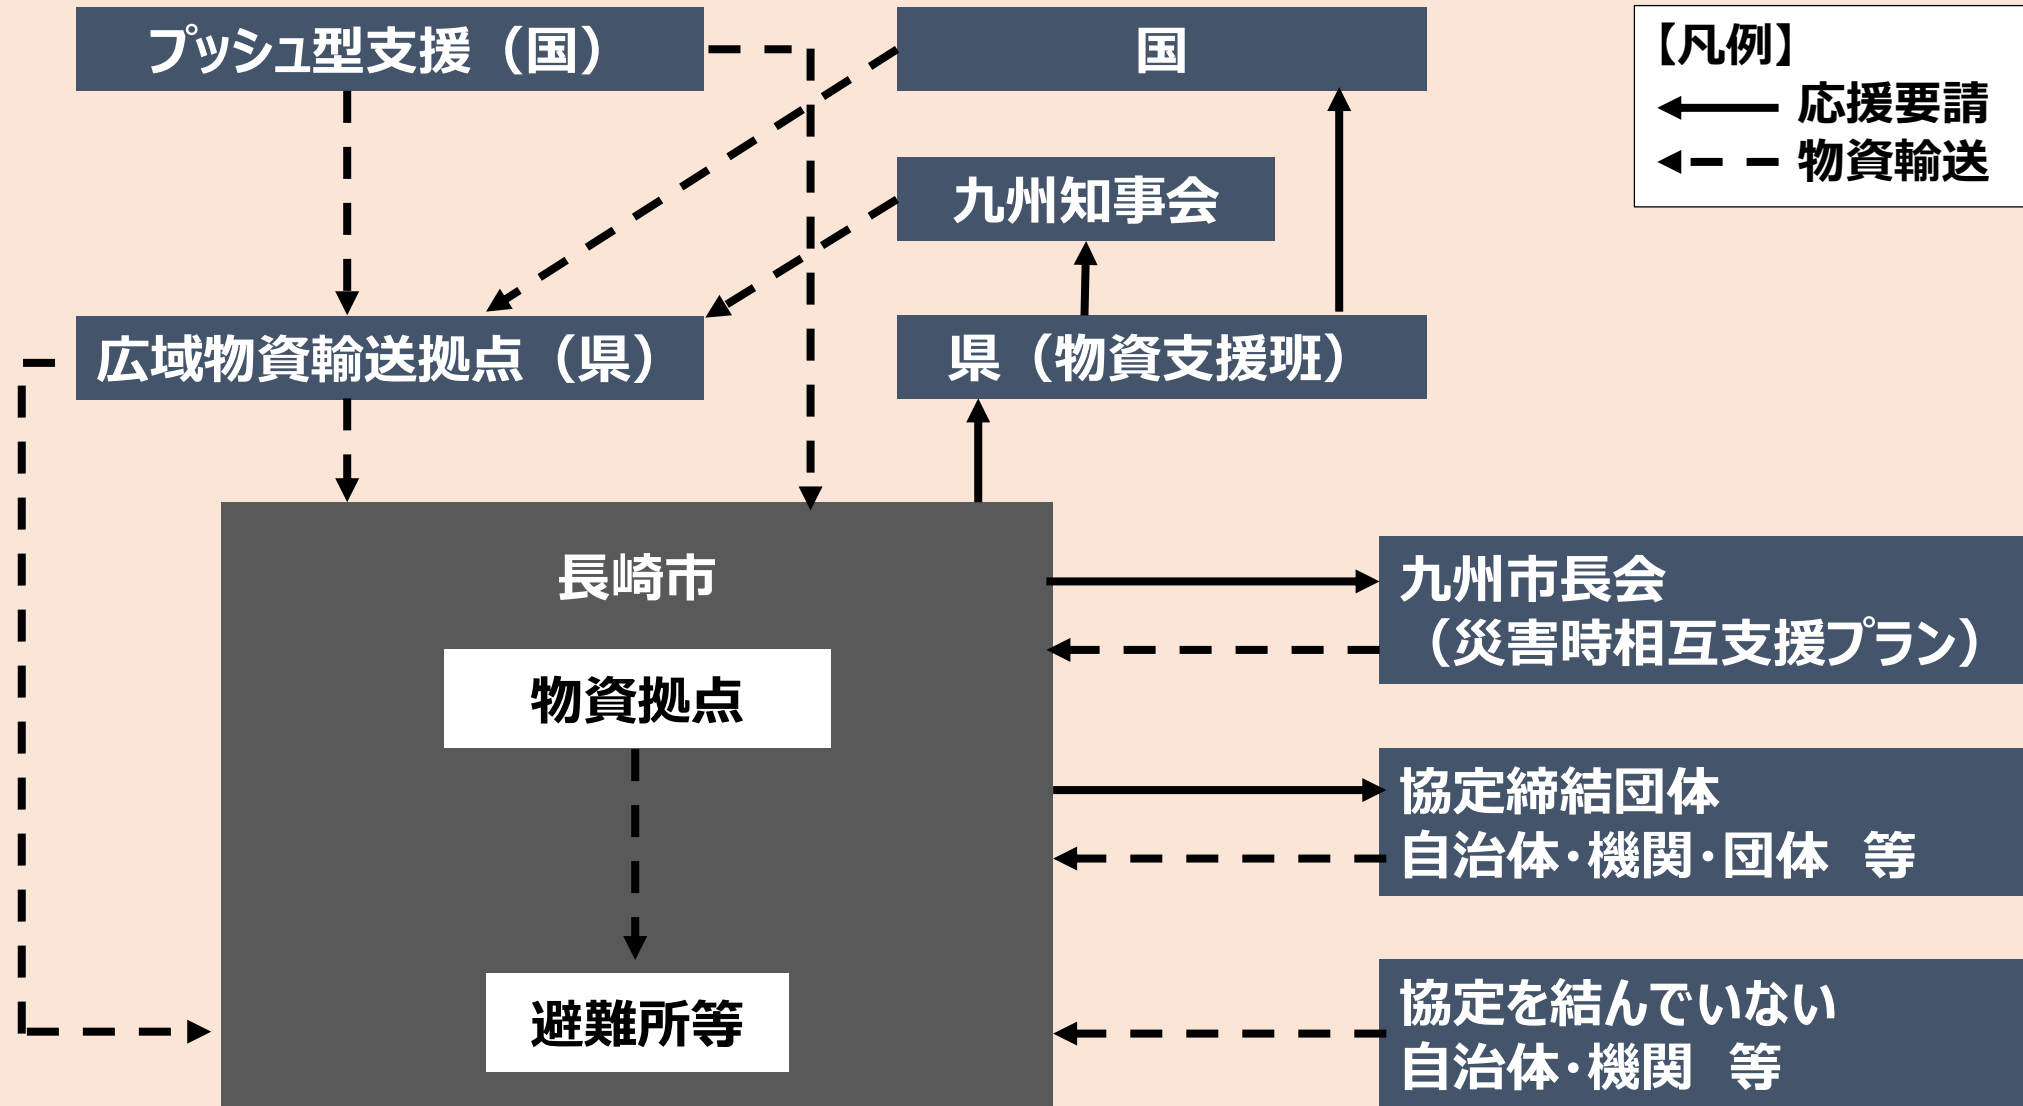 プッシュ型支援（国）
国
【凡例】
応援要請
物資輸送
九州知事会
広域物資輸送拠点（県）
県（物資支援班）
長崎市
物資拠点
避難所等
九州市長会
（災害時相互支援プラン）
協定締結団体
自治体・機関・団体　等
協定を結んでいない
自治体・機関　等